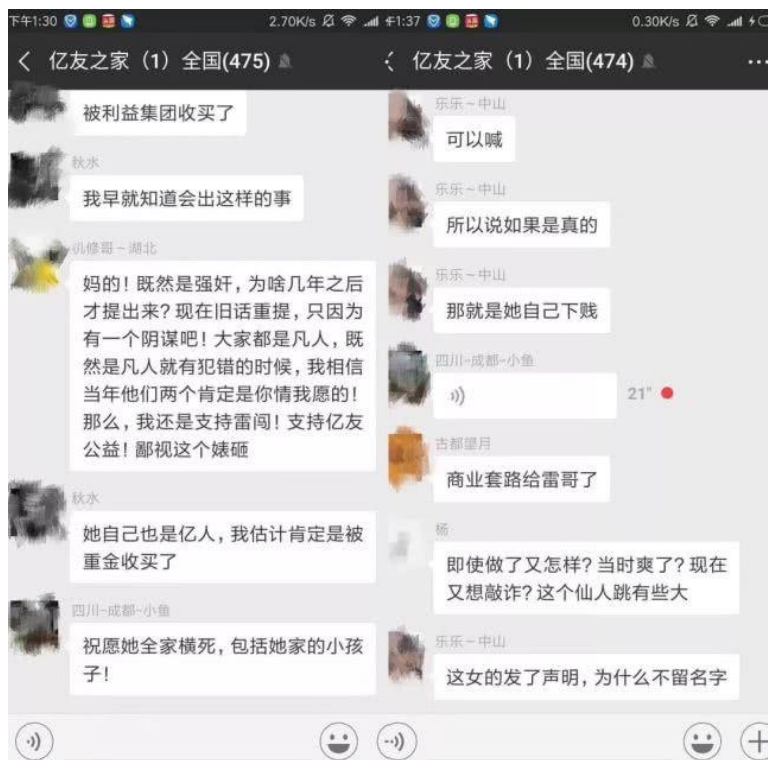 下午1:30
2.70K/s
亿友之家（1）全国(475)
被利益集团收买了
秋水
我早就知道会出这样的事
机修哥～湖北
妈的！既然是强奸，为啥几年之后
才提出来？现在旧话重提，只因为
有一个阴谋吧！大家都是凡人，既
然是凡人就有犯错的时候，我相信
当年他们两个肯定是你情我愿的！
那么，我还是支持雷闯！支持亿友
公益！鄙视这个婊砸
秋水
她自己也是亿人，我估计肯定是被
重金收买了
四川-成都-小鱼
祝愿她全家横死，包括她家的小孩
子！
1:37
0.30K/s
亿友之家（1）全国(474)
乐乐～中山
可以喊
乐乐～中山
所以说如果是真的
乐乐～中山
那就是她自己下贱
四川-成都-小鱼
21"
古都望月
商业套路给雷哥了
杨
即使做了又怎样？当时爽了？现在
又想敲诈？这个仙人跳有些大
乐乐～中山
这女的发了声明，为什么不留名字